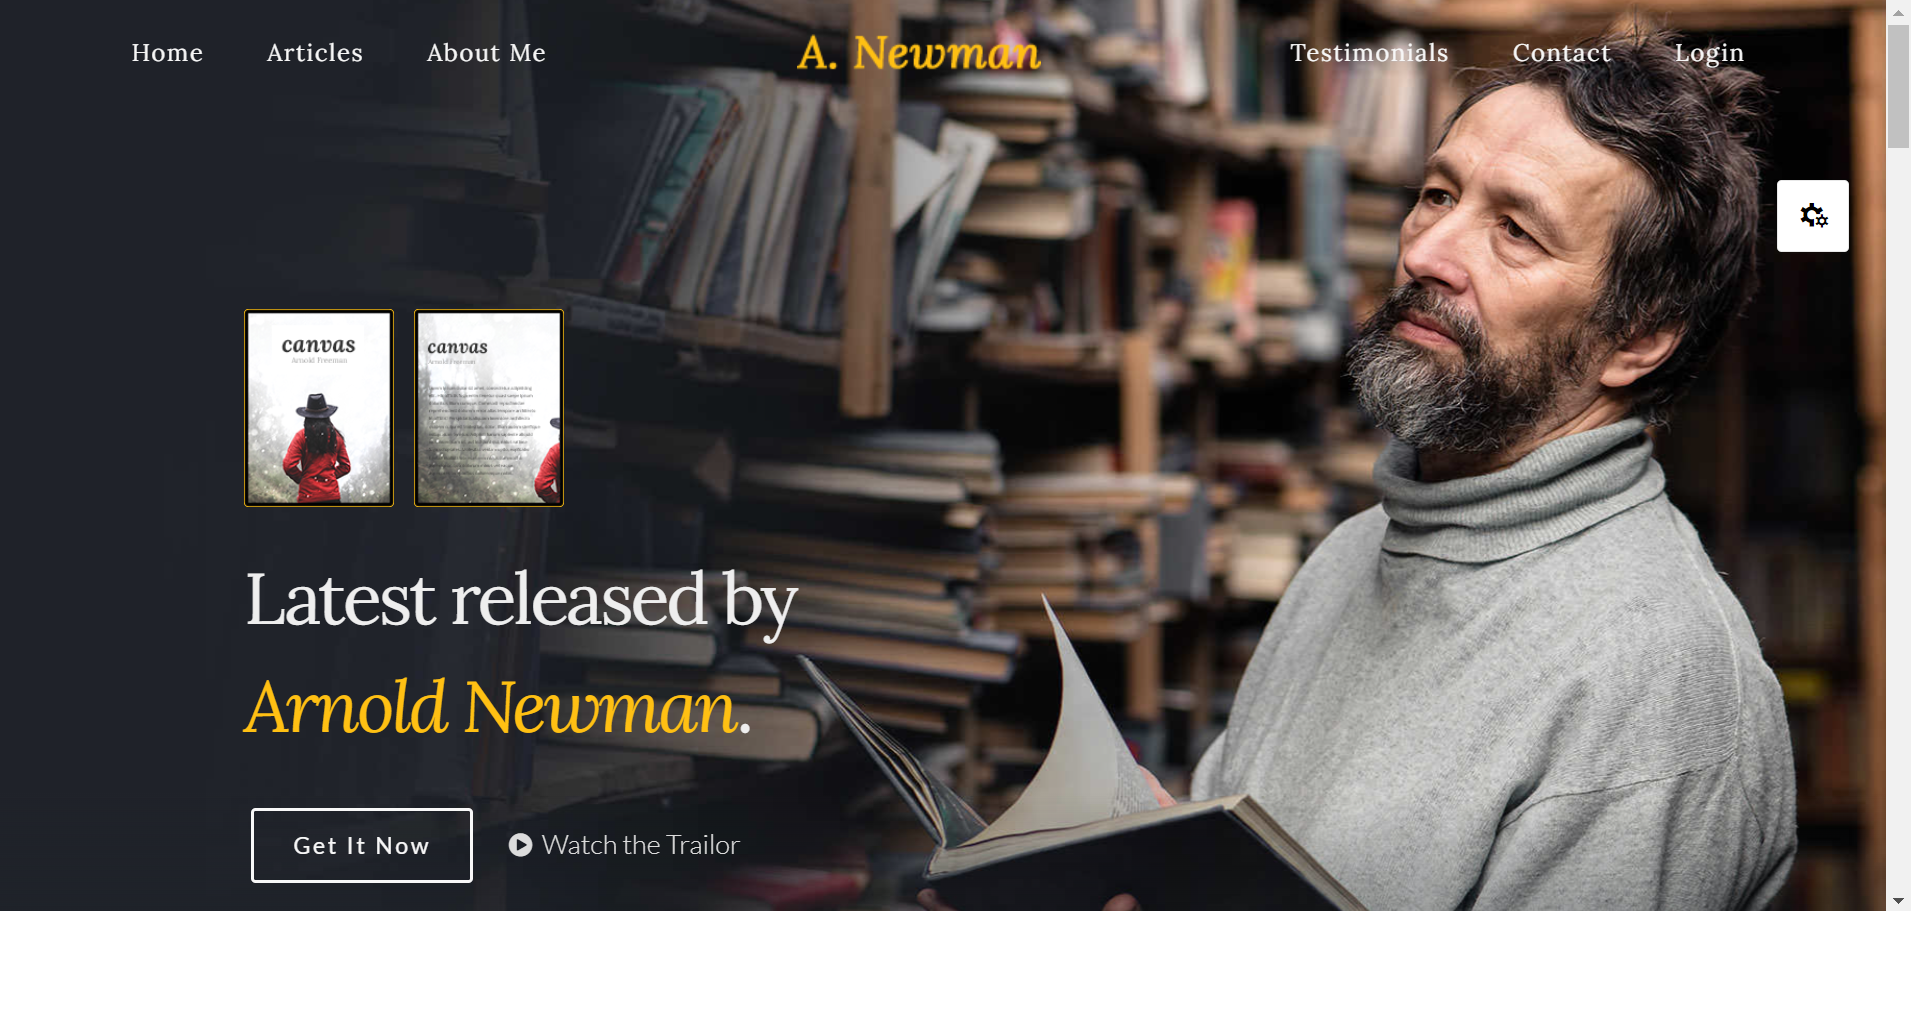 Home Articles About Me A. Newman Testimonials Contact Login
canvas
Arnold Freeman
canvas
Arnold Freeman
Latest released by
Arnold Newman.
Get It Now Watch the Trailor